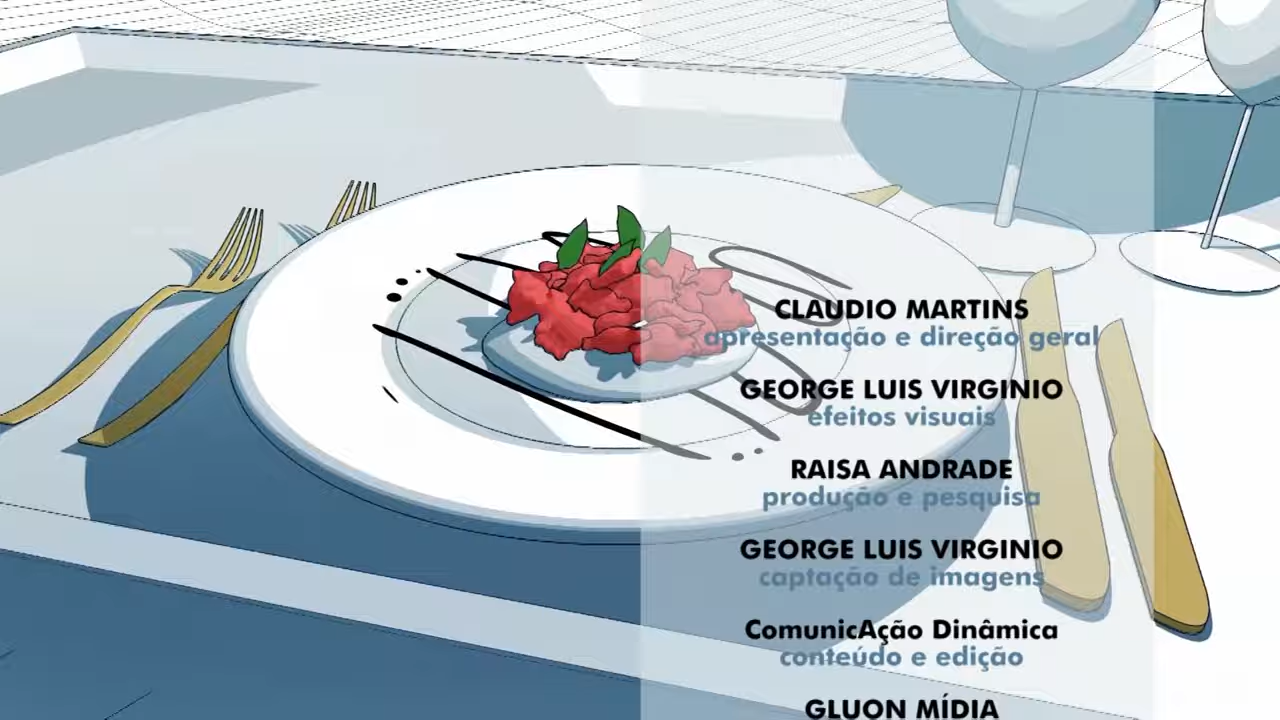 CLAUDIO MARTINS
apresentação e direção geral
GEORGE LUIS VIRGINIO
efeitos visuais
RAISA ANDRADE
produção e pesquisa
GEORGE LUIS VIRGINIO
captação de imagens
ComunicAção Dinâmica
conteúdo e edição
GLUON MÍDIA